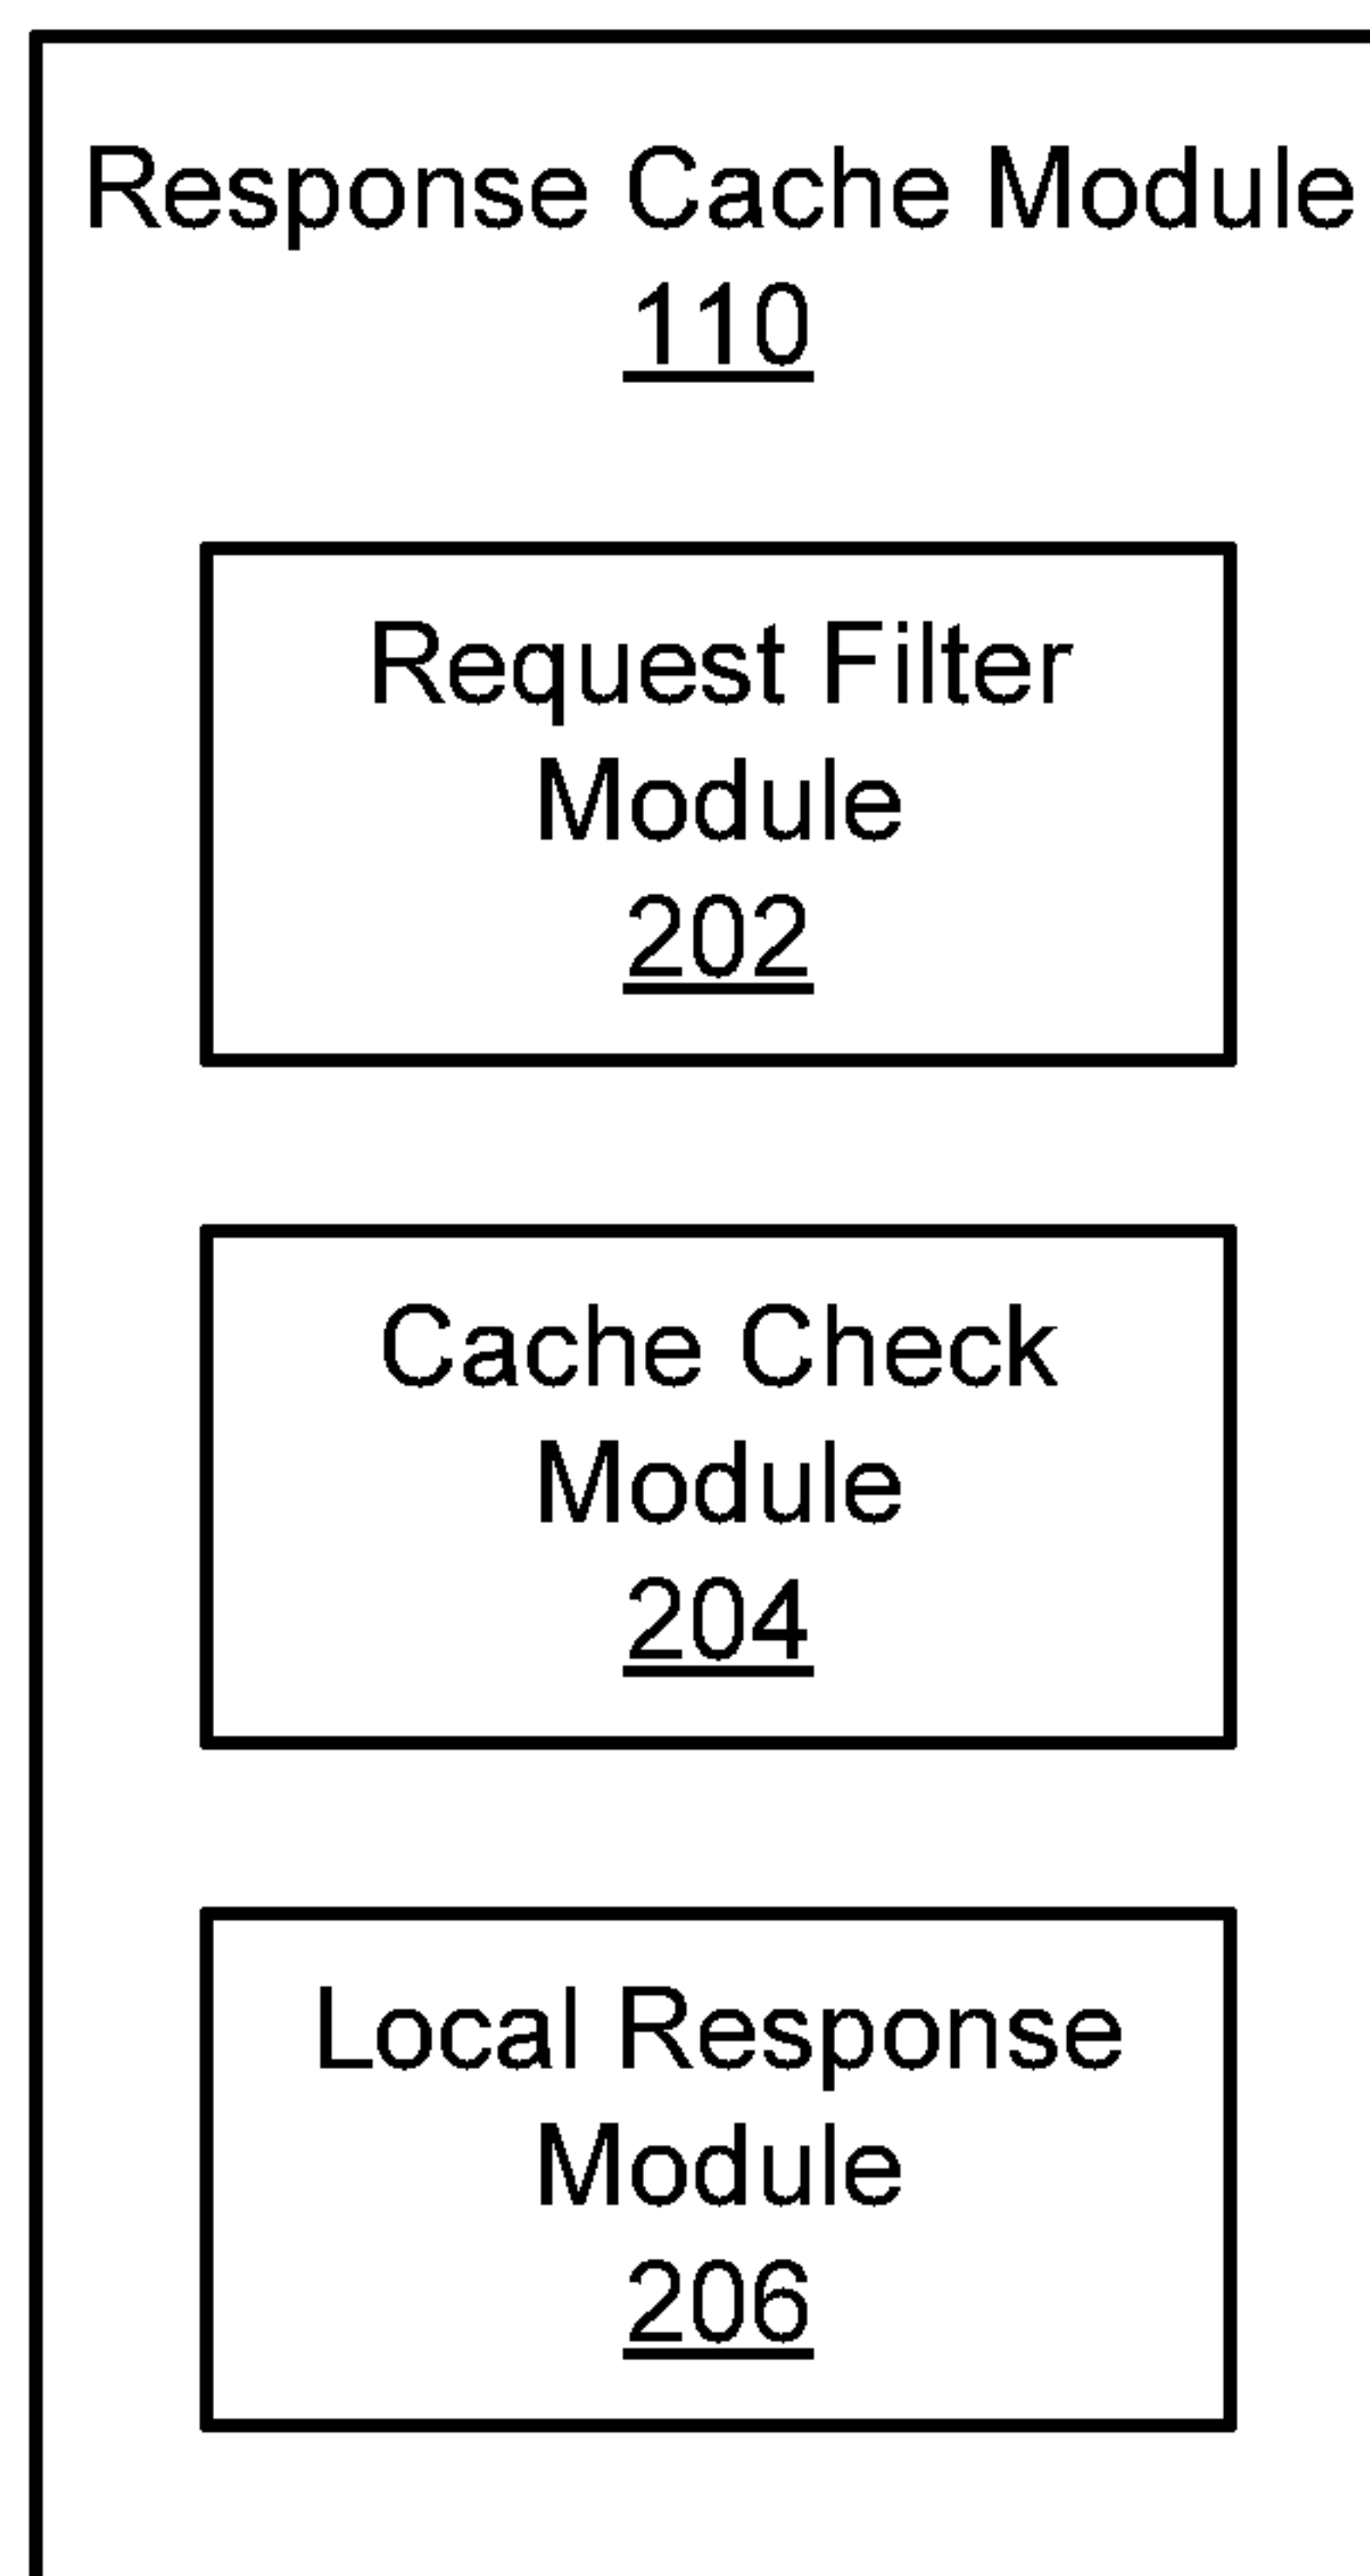 Response Cache Module
110
Request Filter
Module
202
Cache Check
Module
204
Local Response
Module
206